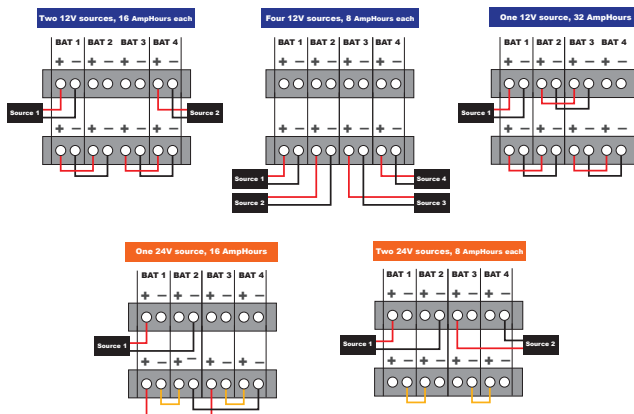 Two 12V sources, 16 AmpHours each
BAT 1 BAT 2 BAT 3 BAT 4
+ − + − + − + −
Source 1
Source 2
+ − + − + − + −
Four 12V sources, 8 AmpHours each
BAT 1 BAT 2 BAT 3 BAT 4
+ − + − + − + −
+ − + − + − + −
Source 1
Source 4
Source 2
Source 3
One 12V source, 32 AmpHours
BAT 1 BAT 2 BAT 3 BAT 4
+ − + − + − + −
Source 1
+ − + − + − + −
One 24V source, 16 AmpHours
BAT 1 BAT 2 BAT 3 BAT 4
+ − + − + − + −
Source 1
+ − + − + − + −
Two 24V sources, 8 AmpHours each
BAT 1 BAT 2 BAT 3 BAT 4
+ − + − + − + −
Source 1
Source 2
+ − + − + − + −